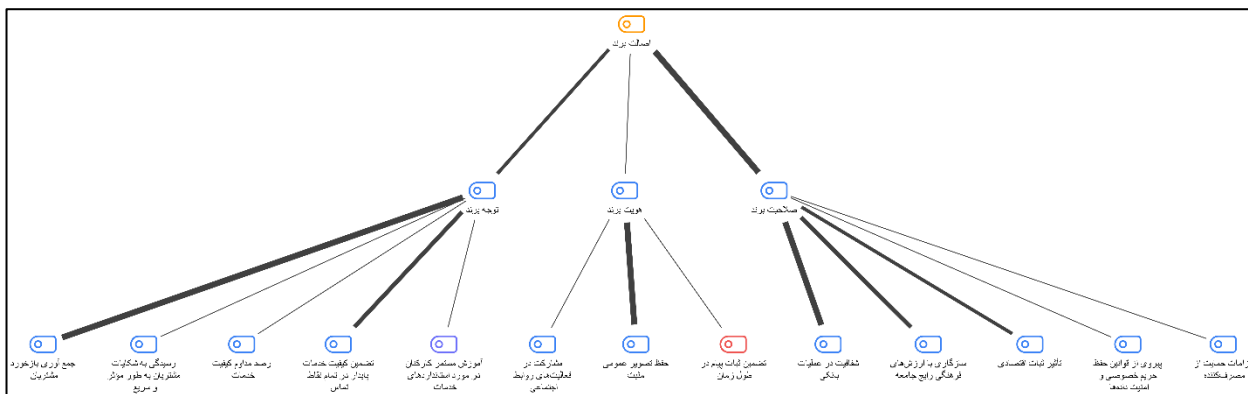 اصالت برند
توجه برند
هویت برند
صلاحیت برند
جمع آوری بازخورد
مشتریان
رسیدگی به شکایات
مشتریان به طور مؤثر
و سریع
رصد مداوم کیفیت
خدمات
تضمین کیفیت خدمات
پایدار در تمام نقاط
تماس
آموزش مستمر کارکنان
در مورد استانداردهای
خدمات
مشارکت در
فعالیت‌های روابط
اجتماعی
حفظ تصویر عمومی
مثبت
تضمین ثبات پیام در
طول زمان
شفافیت در عملیات
بانکی
سازگاری با ارزش‌های
فرهنگی رایج جامعه
تأثیر ثبات اقتصادی
پیروی از قوانین حفظ
حریم خصوصی و
امنیت داده‌ها
زامات حمایت از
مصرف‌کننده